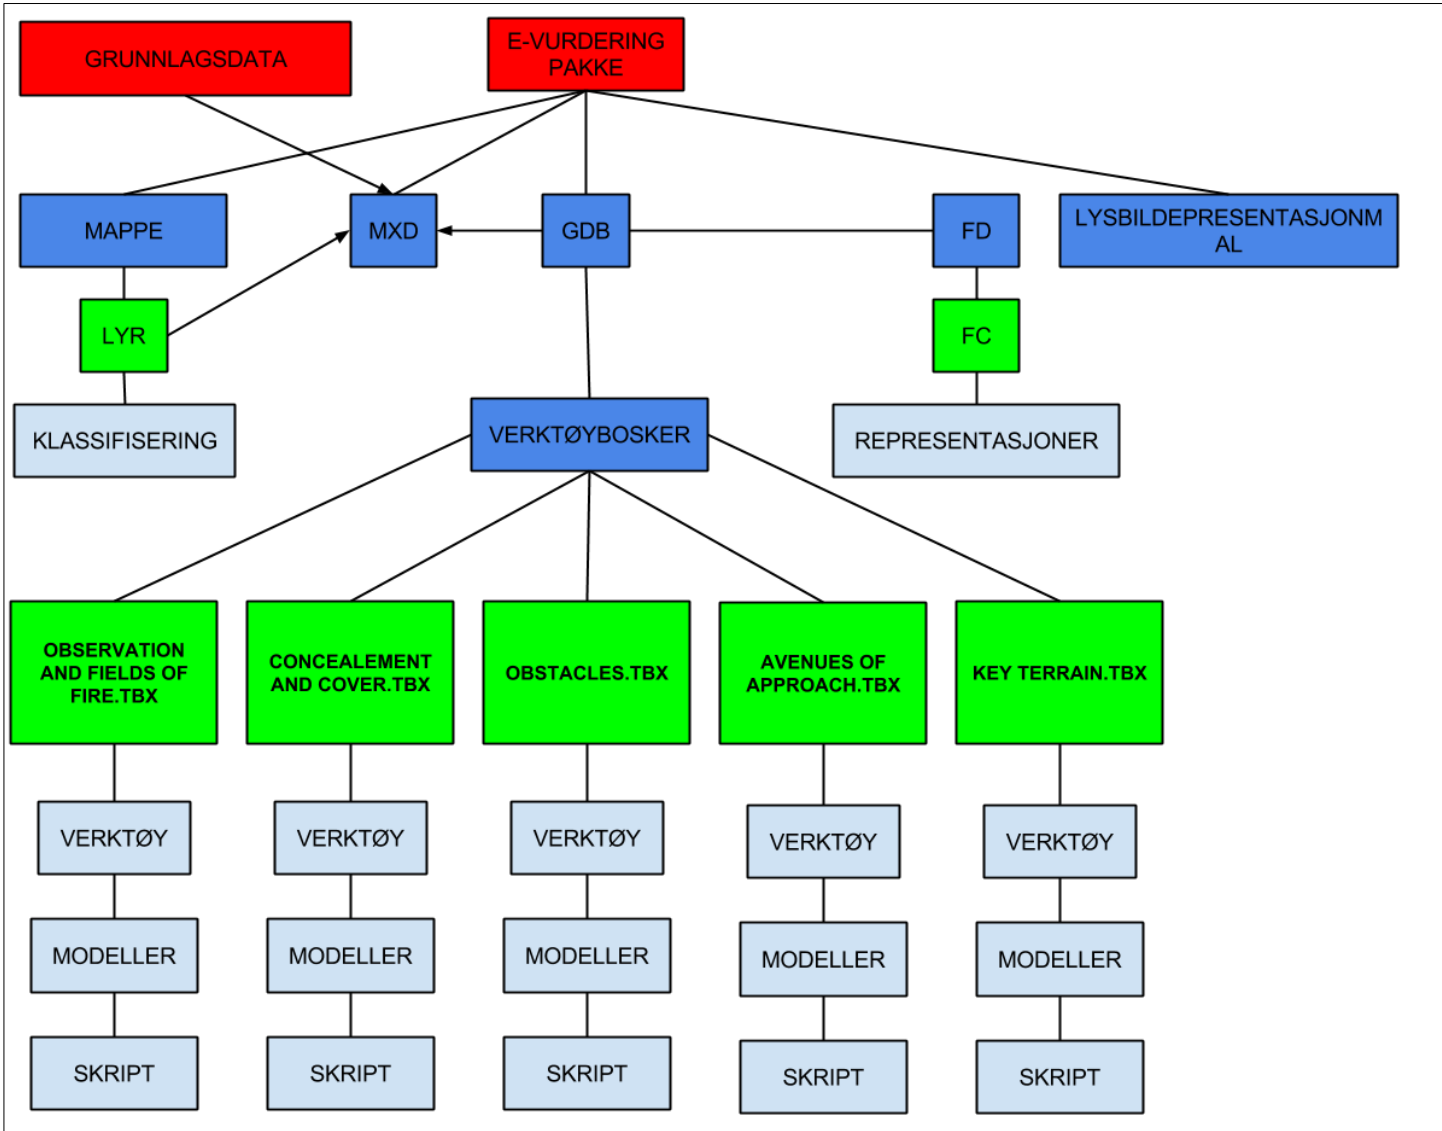 GRUNNLAGSDATA
E-VURDERING
PAKKE
MAPPE
MXD
GDB
FD
LYSBILDEPRESENTASJONM
AL
LYR
FC
KLASSIFISERING
VERKTØYBOSKER
REPRESENTASJONER
OBSERVATION
AND FIELDS OF
FIRE.TBX
CONCEALEMENT
AND COVER.TBX
OBSTACLES.TBX
AVENUES OF
APPROACH.TBX
KEY TERRAIN.TBX
VERKTØY
VERKTØY
VERKTØY
VERKTØY
VERKTØY
MODELLER
MODELLER
MODELLER
MODELLER
MODELLER
SKRIPT
SKRIPT
SKRIPT
SKRIPT
SKRIPT